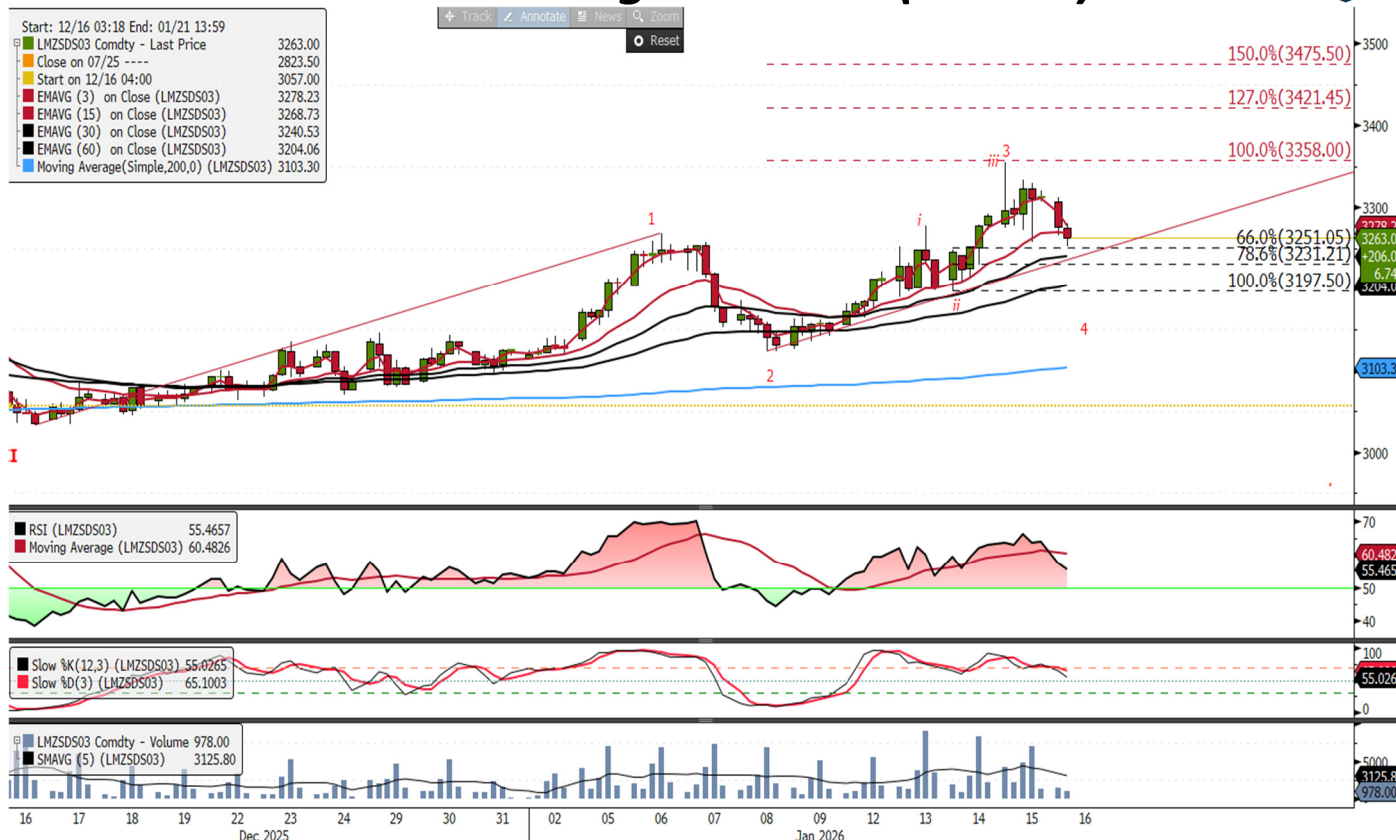 Track Annotate News Zoom
Reset
Start: 12/16 03:18 End: 01/21 13:59
LMZSDS03 Comdty - Last Price 3263.00
Close on 07/25 ---- 2823.50
Start on 12/16 04:00 3057.00
EMAVG (3) on Close (LMZSDS03) 3278.23
EMAVG (15) on Close (LMZSDS03) 3268.73
EMAVG (30) on Close (LMZSDS03) 3240.53
EMAVG (60) on Close (LMZSDS03) 3204.06
Moving Average(Simple,200,0) (LMZSDS03) 3103.30
3500
150.0%(3475.50)
127.0%(3421.45)
3400
100.0%(3358.00)
iii 3
3300
1
i
3278.2
66.0%(3251.05)
3263.0
78.6%(3231.21)
+206.0
6.74
100.0%(3197.50)
3204.0
ii
4
2
3103.3
3000
RSI (LMZSDS03) 55.4657
Moving Average (LMZSDS03) 60.4826
70
60.482
55.465
50
40
Slow %K(12,3) (LMZSDS03) 55.0265
Slow %D(3) (LMZSDS03) 65.1003
100
55.026
0
LMZSDS03 Comdty - Volume 978.00
SMAVG (5) (LMZSDS03) 3125.80
5000
3125.8
978.00
16 17 18 19 22 23 24 29 30 31 02 05 06 07 08 09 12 13 14 15 16
Dec 2025 Jan 2026